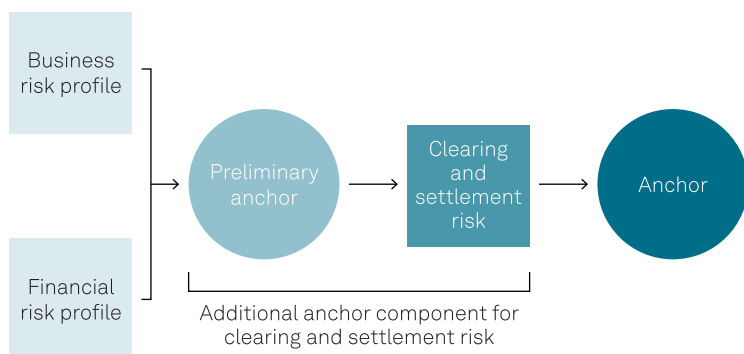 Business
risk profile
Financial
risk profile
Preliminary
anchor
Clearing
and
settlement
risk
Anchor
Additional anchor component for
clearing and settlement risk